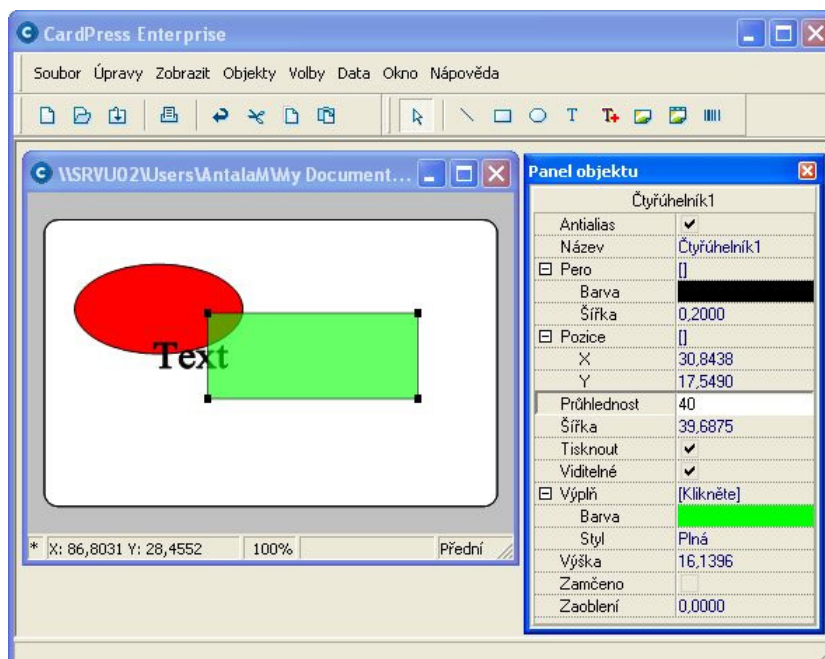 CardPress Enterprise
Soubor Úpravy Zobrazit Objekty Volby Data Okno Nápověda
T T
\\SRVU02\Users\AntalaM\My Document...
Text
* X: 86,8031 Y: 28,4552 100% Přední
Panel objektu
Čtyřúhelník1
Antialias
Název Čtyřúhelník1
Pero []
Barva
Šířka 0,2000
Pozice []
X 30,8438
Y 17,5490
Průhlednost 40
Šířka 39,6875
Tisknout
Viditelné
Výplň [Klikněte]
Barva
Styl Plná
Výška 16,1396
Zamčeno
Zaoblení 0,0000